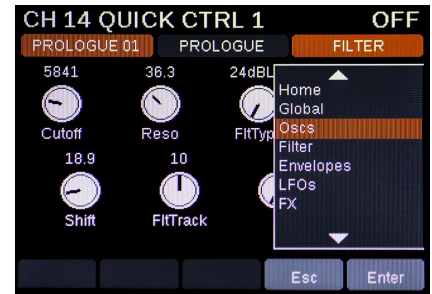 CH 14 QUICK CTRL 1 OFF
PROLOGUE 01 PROLOGUE FILTER
5841 36.3 24dBL
Cutoff Reso FltTyp
18.9 10
Shift FltTrack
Home
Global
Oscs
Filter
Envelopes
LFOs
FX
Esc Enter